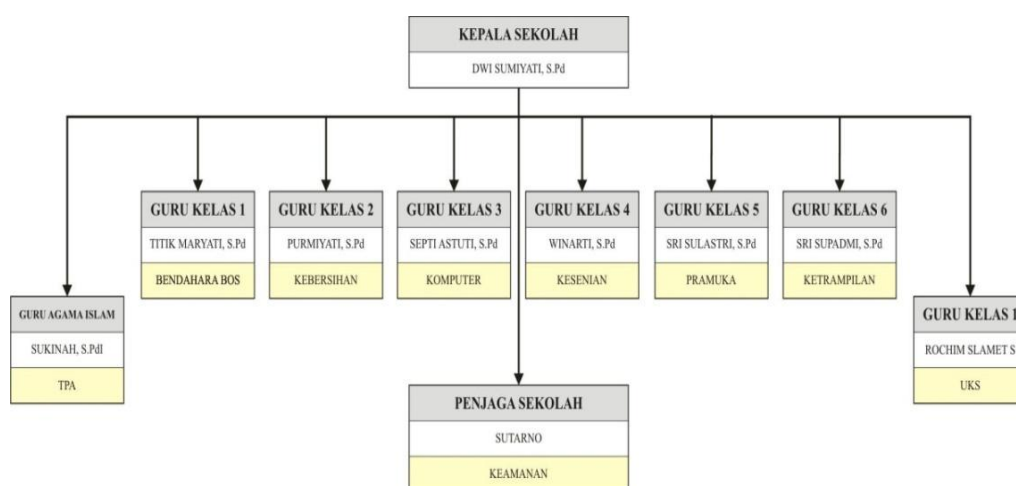 KEPALA SEKOLAH
DWI SUMIYATI, S.Pd
GURU KELAS 1
TITIK MARYATI, S.Pd
BENDAHARA BOS
GURU KELAS 2
PURMIYATI, S.Pd
KEBERSIHAN
GURU KELAS 3
SEPTI ASTUTI, S.Pd
KOMPUTER
GURU KELAS 4
WINARTI, S.Pd
KESENIAN
GURU KELAS 5
SRI SULASTRI, S.Pd
PRAMUKA
GURU KELAS 6
SRI SUPADMI, S.Pd
KETRAMPILAN
GURU AGAMA ISLAM
SUKINAH, S.PdI
TPA
GURU KELAS 1
ROCHIM SLAMET S
UKS
PENJAGA SEKOLAH
SUTARNO
KEAMANAN